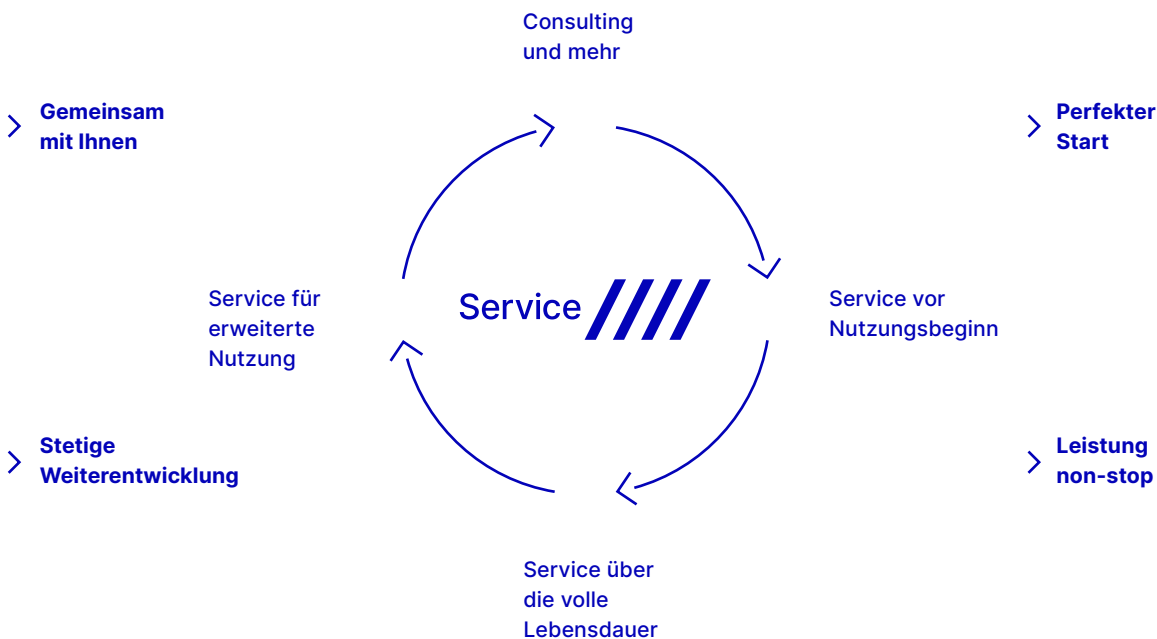 Consulting
und mehr
Gemeinsam
mit Ihnen
Perfekter
Start
Service für
erweiterte
Nutzung
Service
Service vor
Nutzungsbeginn
Stetige
Weiterentwicklung
Leistung
non-stop
Service über
die volle
Lebensdauer